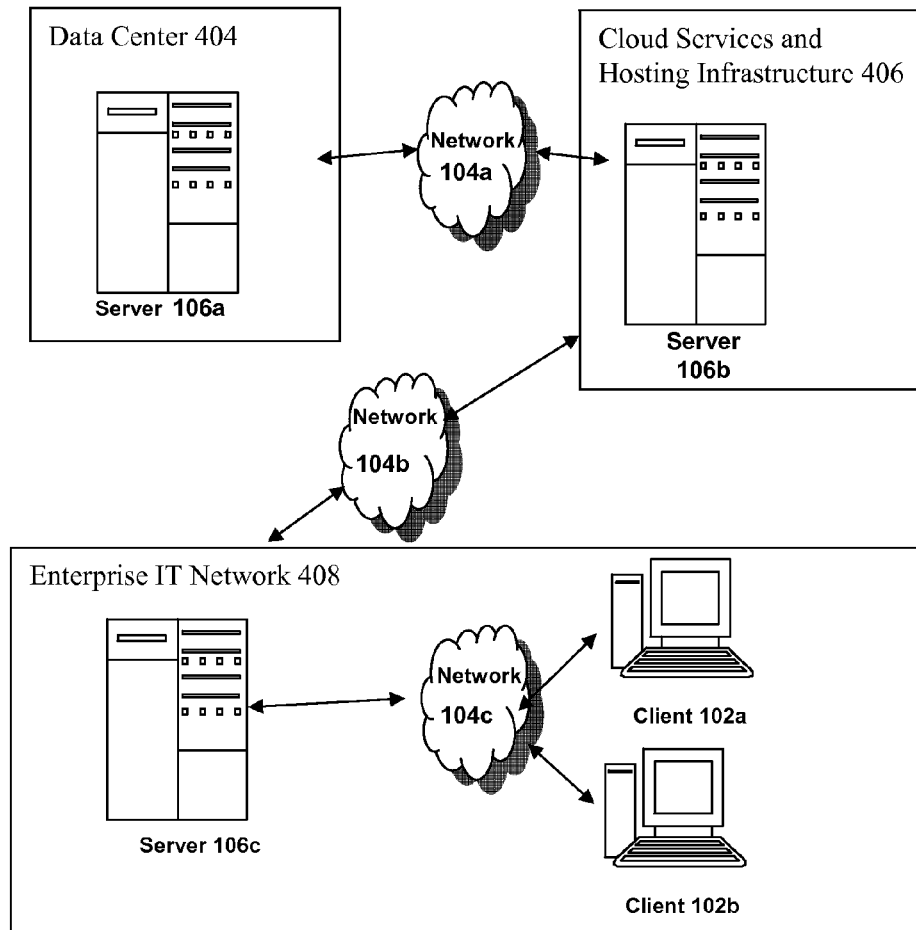 Data Center 404
Server 106a
Network
104a
Cloud Services and
Hosting Infrastructure 406
Server
106b
Network
104b
Enterprise IT Network 408
Server 106c
Network
104c
Client 102a
Client 102b